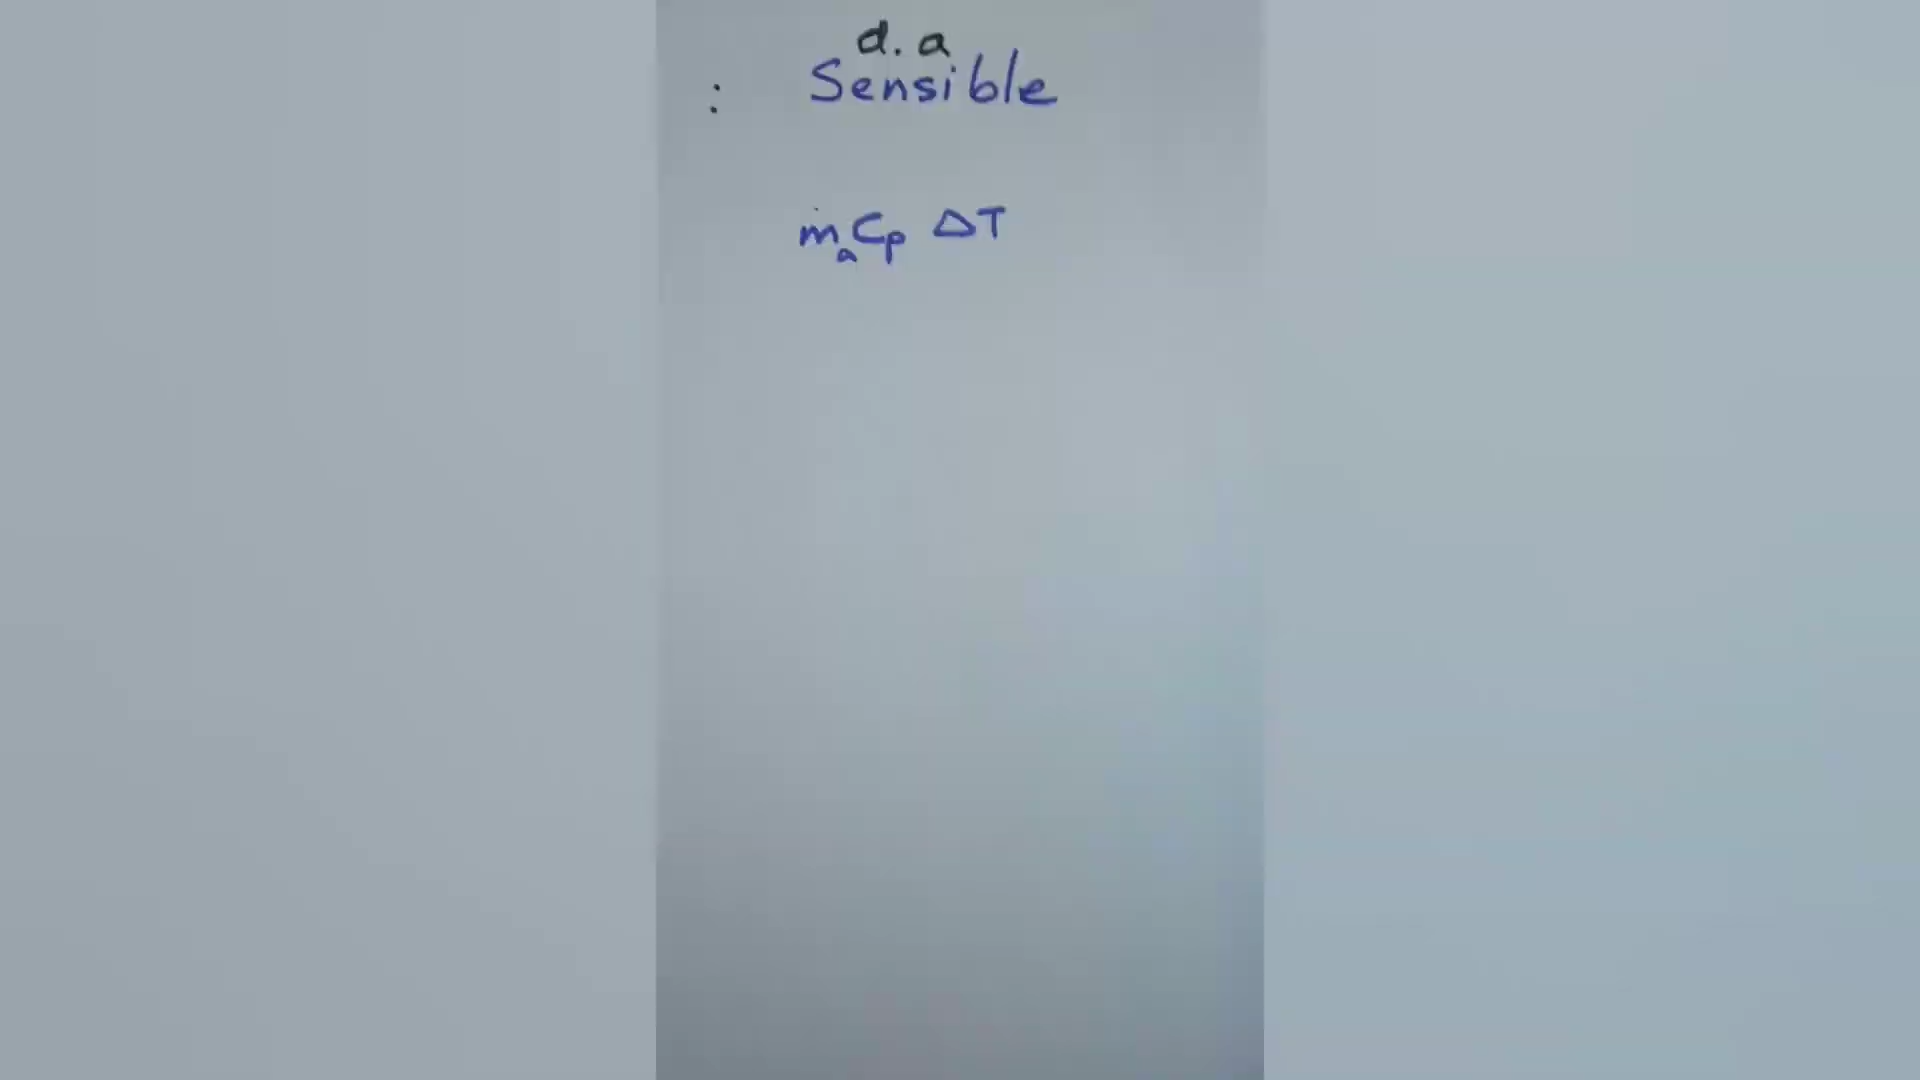 d. a
: Sensible
ṁₐCₚ ΔT